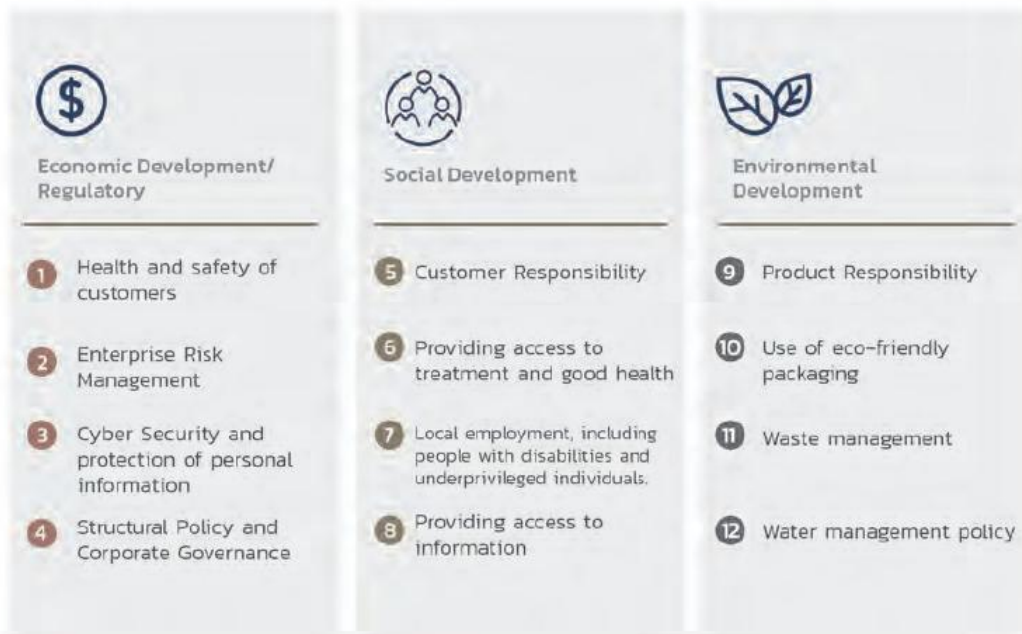 $
Economic Development/
Regulatory
1 Health and safety of
customers
2 Enterprise Risk
Management
3 Cyber Security and
protection of personal
information
4 Structural Policy and
Corporate Governance
Social Development
5 Customer Responsibility
6 Providing access to
treatment and good health
7 Local employment, including
people with disabilities and
underprivileged individuals.
8 Providing access to
information
Environmental
Development
9 Product Responsibility
10 Use of eco-friendly
packaging
11 Waste management
12 Water management policy